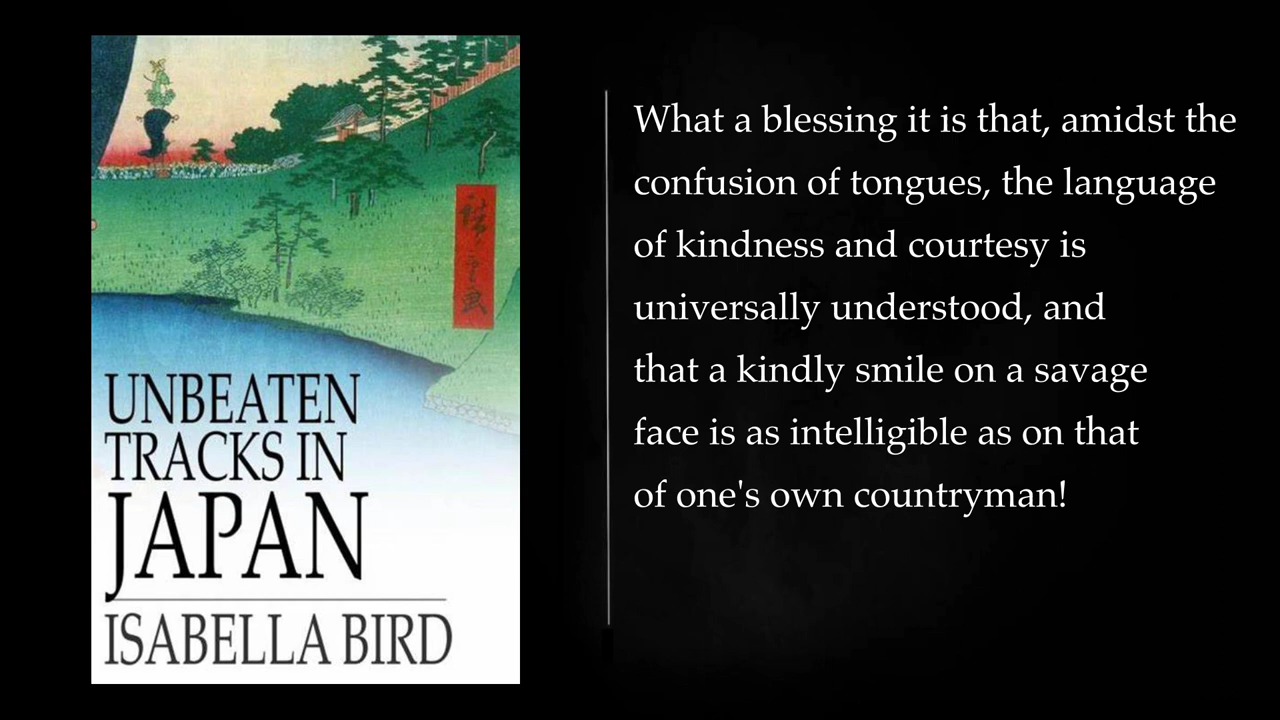 UNBEATEN
TRACKS IN
JAPAN
ISABELLA BIRD
What a blessing it is that, amidst the
confusion of tongues, the language
of kindness and courtesy is
universally understood, and
that a kindly smile on a savage
face is as intelligible as on that
of one's own countryman!